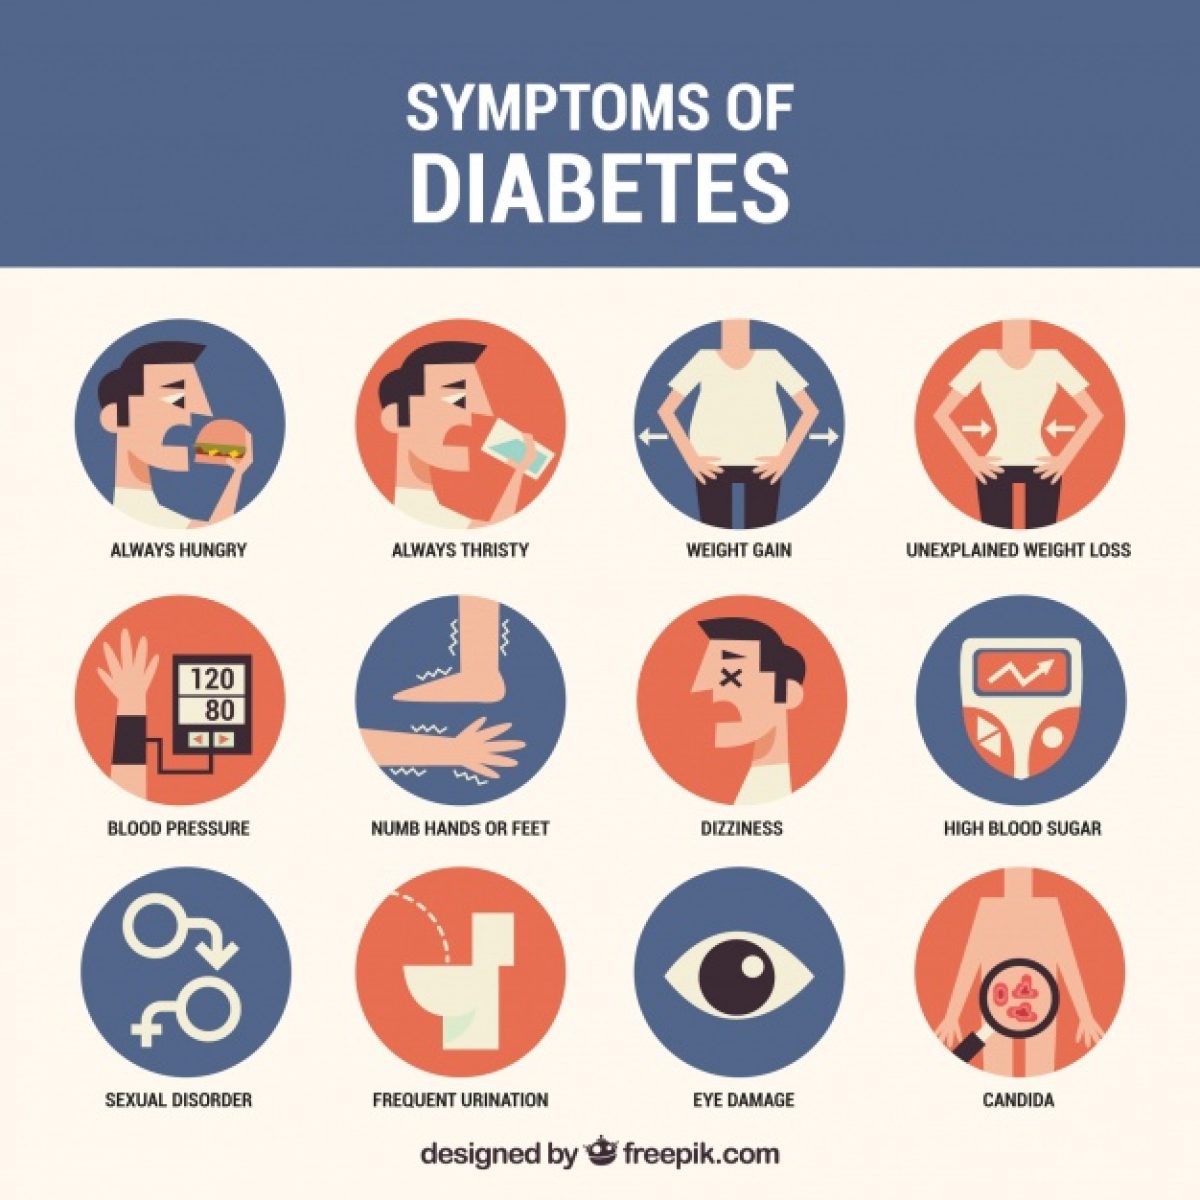 SYMPTOMS OF
DIABETES
ALWAYS HUNGRY
ALWAYS THRISTY
WEIGHT GAIN
UNEXPLAINED WEIGHT LOSS
120
80
BLOOD PRESSURE
NUMB HANDS OR FEET
DIZZINESS
HIGH BLOOD SUGAR
SEXUAL DISORDER
FREQUENT URINATION
EYE DAMAGE
CANDIDA
designed by freepik.com